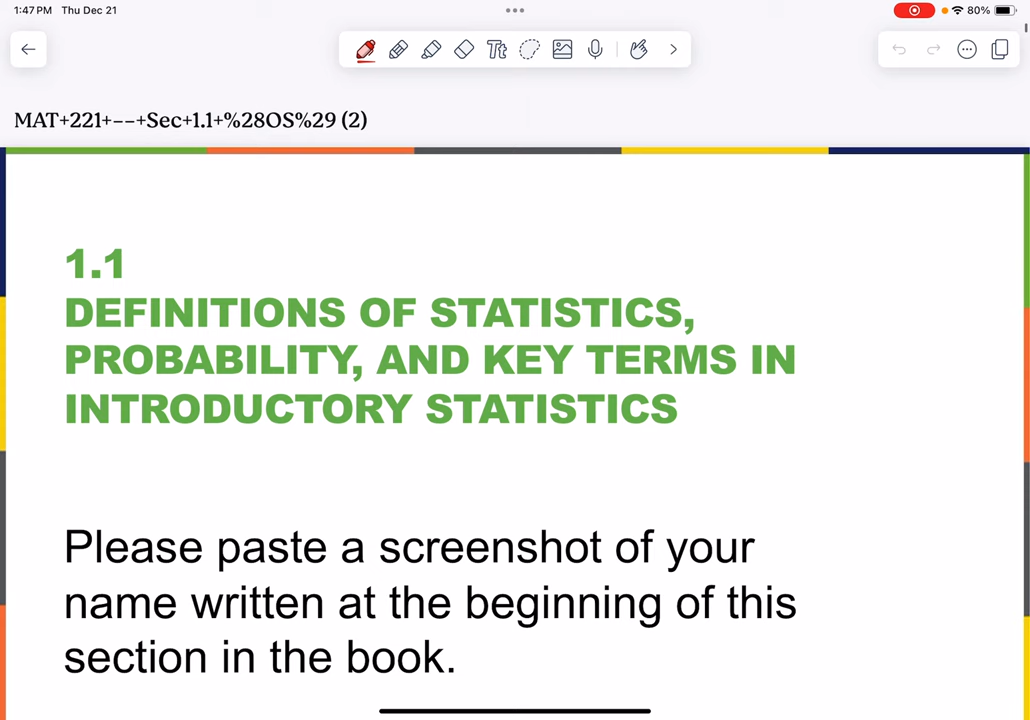 1:47PM Thu Dec 21
80%
Tt
MAT+221+--+Sec+1.1+%28OS%29 (2)
1.1
DEFINITIONS OF STATISTICS,
PROBABILITY, AND KEY TERMS IN
INTRODUCTORY STATISTICS
Please paste a screenshot of your
name written at the beginning of this
section in the book.